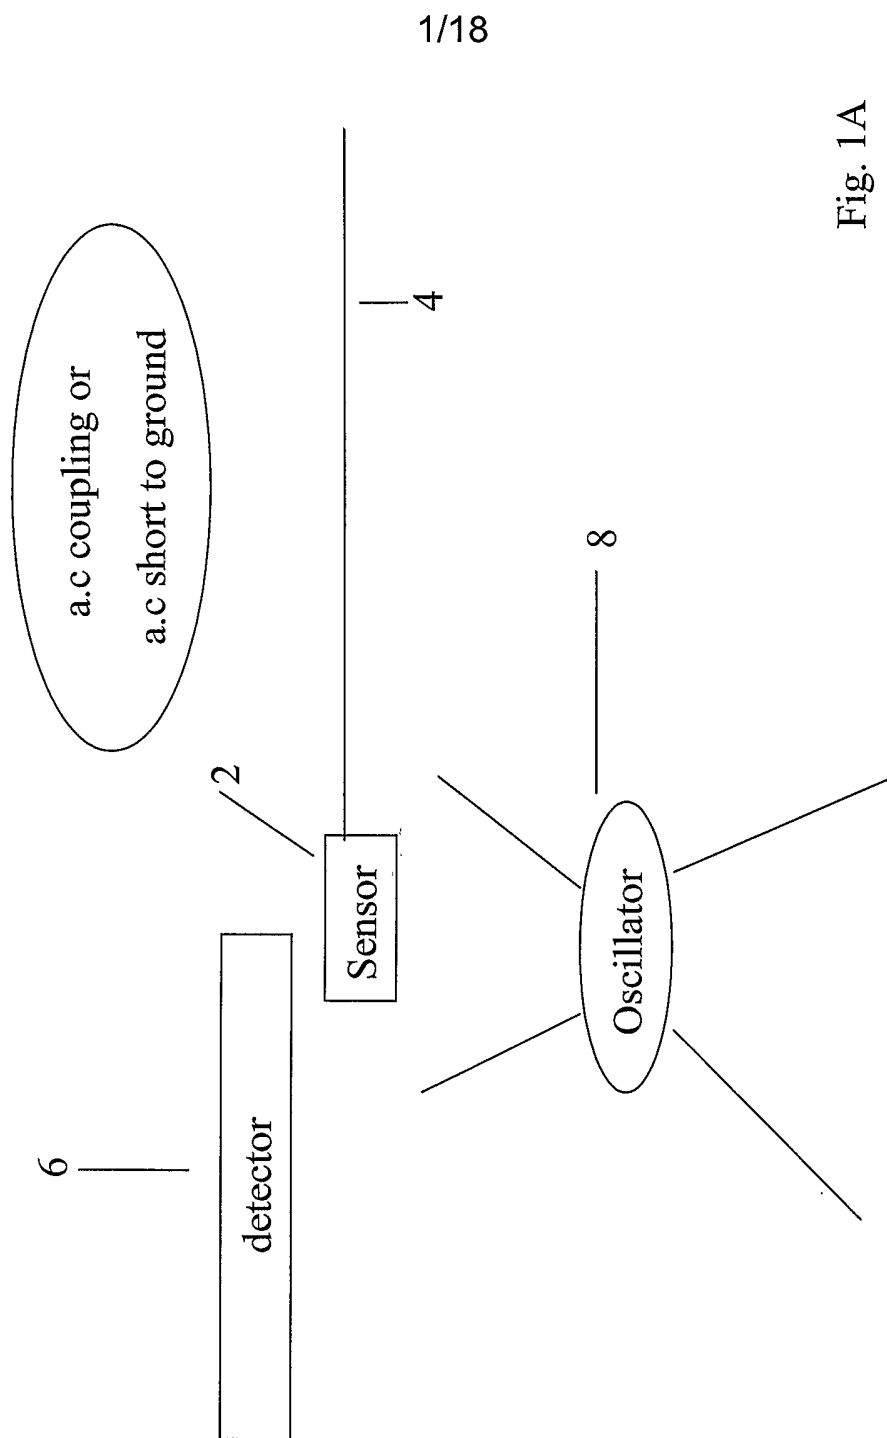 1/18
a.c coupling or
a.c short to ground
2
4
6
detector
Sensor
8
Oscillator
Fig. 1A